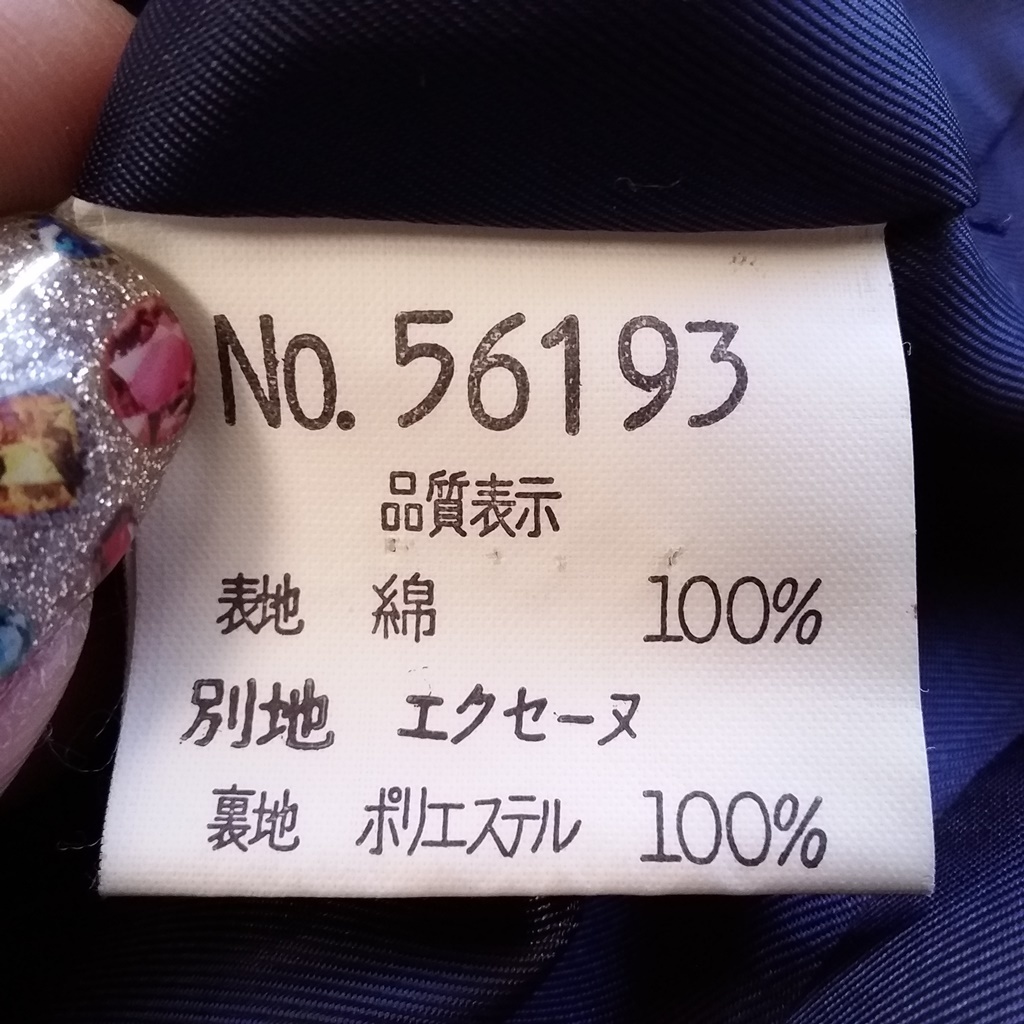 No. 56193
品質表示
表地 綿 100%
別地 エクセーヌ
裏地 ポリエステル 100%